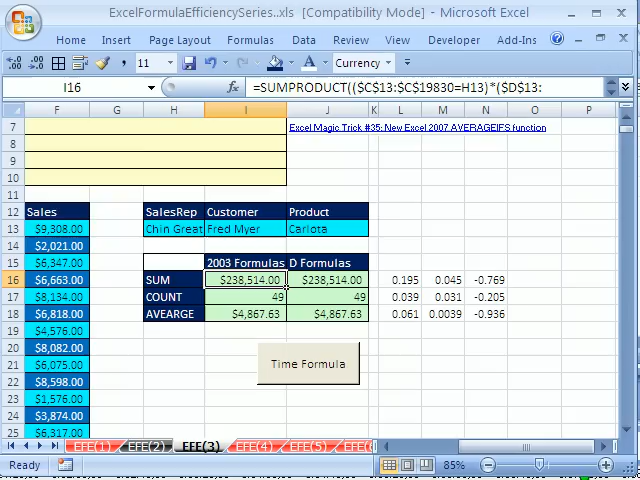 ExcelFormulaEfficiencySeries..xls [Compatibility Mode] - Microsoft Excel
Home Insert Formulas Data Review View Developer Add-Ins
11 A Currency
I16 fx =SUMPRODUCT(($C$13:$C$19830=H13)*($D$13:
F G H I J K L M N O P
7 Excel Magic Trick #35: New Excel 2007 AVERAGEIFS function
8
9
10
11
12 Sales SalesRep Customer Product
13 $9,308.00 Chin Great Fred Myer Carlota
14 $2,021.00
15 $6,347.00 2003 Formulas D Formulas
16 $6,663.00 SUM $238,514.00 $238,514.00 0.195 0.045 -0.769
17 $8,134.00 COUNT 49 49 0.039 0.031 -0.205
18 $6,818.00 AVEARGE $4,867.63 $4,867.63 0.061 0.0039 -0.936
19 $4,576.00
20 $8,082.00
21 $6,075.00 Time Formula
22 $8,598.00
23 $1,576.00
24 $3,874.00
25 $6,317.00
EFE(1) EFE(2) EFE(3) EFE(4) EFE(5) EFE(
Ready 85%